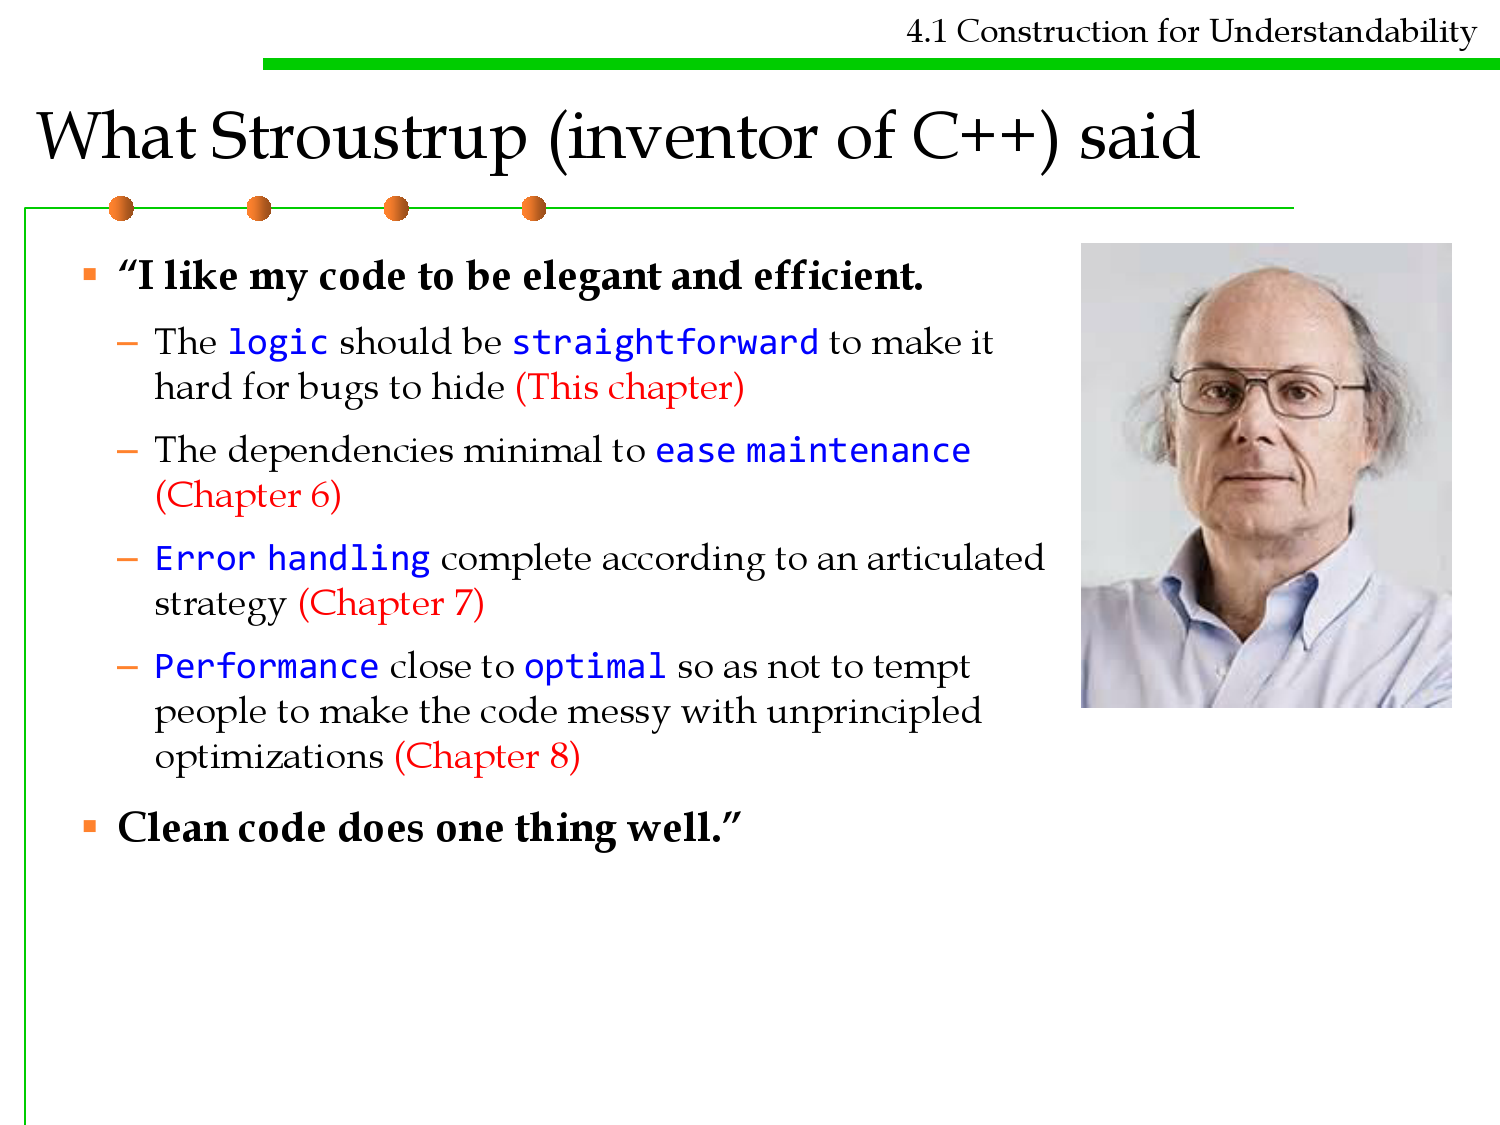 4.1 Construction for Understandability
What Stroustrup (inventor of C++) said
“I like my code to be elegant and efficient.
– The logic should be straightforward to make it
hard for bugs to hide (This chapter)
– The dependencies minimal to ease maintenance
(Chapter 6)
– Error handling complete according to an articulated
strategy (Chapter 7)
– Performance close to optimal so as not to tempt
people to make the code messy with unprincipled
optimizations (Chapter 8)
Clean code does one thing well.”